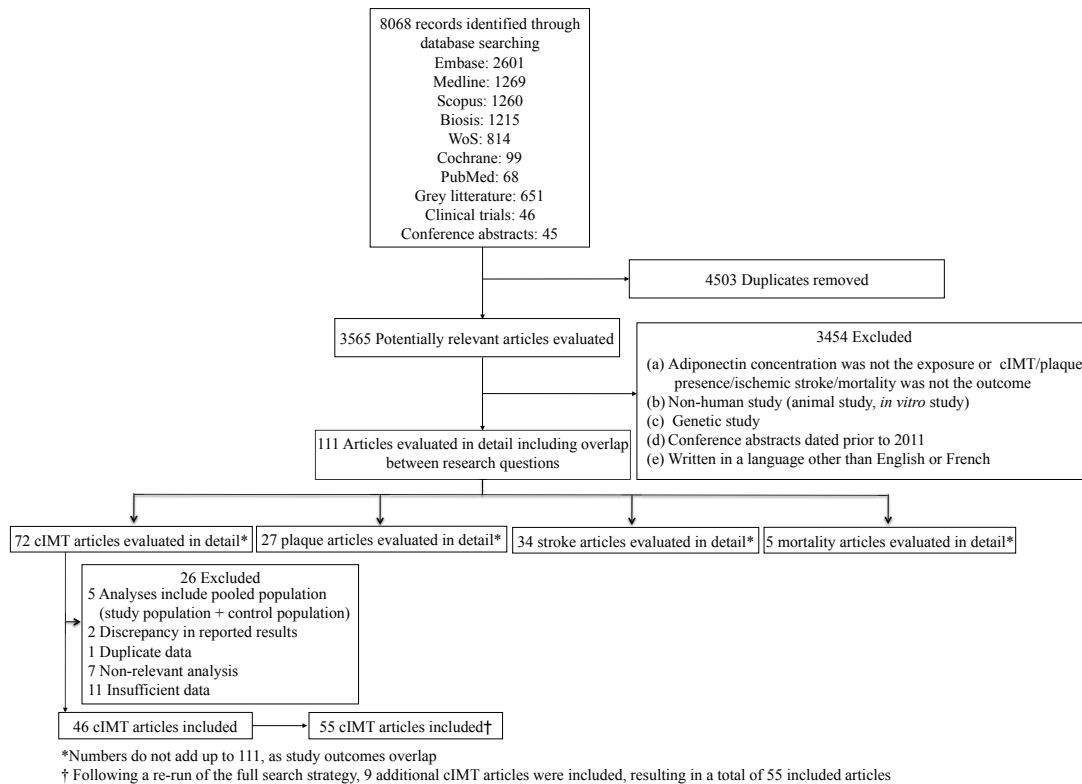 8068 records identified through
database searching
Embase: 2601
Medline: 1269
Scopus: 1260
Biosis: 1215
WoS: 814
Cochrane: 99
PubMed: 68
Grey litterature: 651
Clinical trials: 46
Conference abstracts: 45
4503 Duplicates removed
3565 Potentially relevant articles evaluated
3454 Excluded
(a) Adiponectin concentration was not the exposure or cIMT/plaque
presence/ischemic stroke/mortality was not the outcome
(b) Non-human study (animal study, in vitro study)
(c) Genetic study
(d) Conference abstracts dated prior to 2011
(e) Written in a language other than English or French
111 Articles evaluated in detail including overlap
between research questions
72 cIMT articles evaluated in detail*
27 plaque articles evaluated in detail*
34 stroke articles evaluated in detail*
5 mortality articles evaluated in detail*
26 Excluded
5 Analyses include pooled population
(study population + control population)
2 Discrepancy in reported results
1 Duplicate data
7 Non-relevant analysis
11 Insufficient data
46 cIMT articles included
55 cIMT articles included†
*Numbers do not add up to 111, as study outcomes overlap
† Following a re-run of the full search strategy, 9 additional cIMT articles were included, resulting in a total of 55 included articles